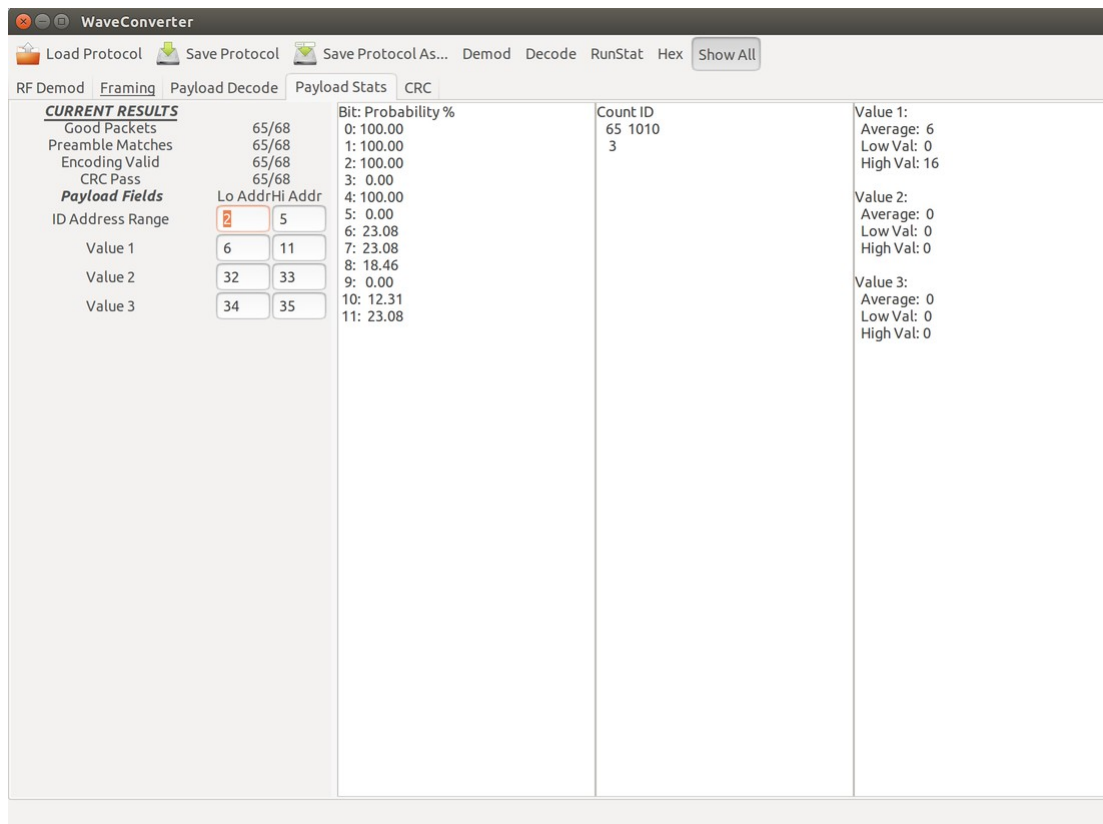 WaveConverter
Load Protocol Save Protocol Save Protocol As... Demod Decode RunStat Hex Show All
RF Demod Framing Payload Decode Payload Stats CRC
CURRENT RESULTS
Good Packets 65/68
Preamble Matches 65/68
Encoding Valid 65/68
CRC Pass 65/68
Payload Fields Lo Addr Hi Addr
ID Address Range 2 5
Value 1 6 11
Value 2 32 33
Value 3 34 35
Bit: Probability %
0: 100.00
1: 100.00
2: 100.00
3: 0.00
4: 100.00
5: 0.00
6: 23.08
7: 23.08
8: 18.46
9: 0.00
10: 12.31
11: 23.08
Count ID
65 1010
3
Value 1:
Average: 6
Low Val: 0
High Val: 16
Value 2:
Average: 0
Low Val: 0
High Val: 0
Value 3:
Average: 0
Low Val: 0
High Val: 0